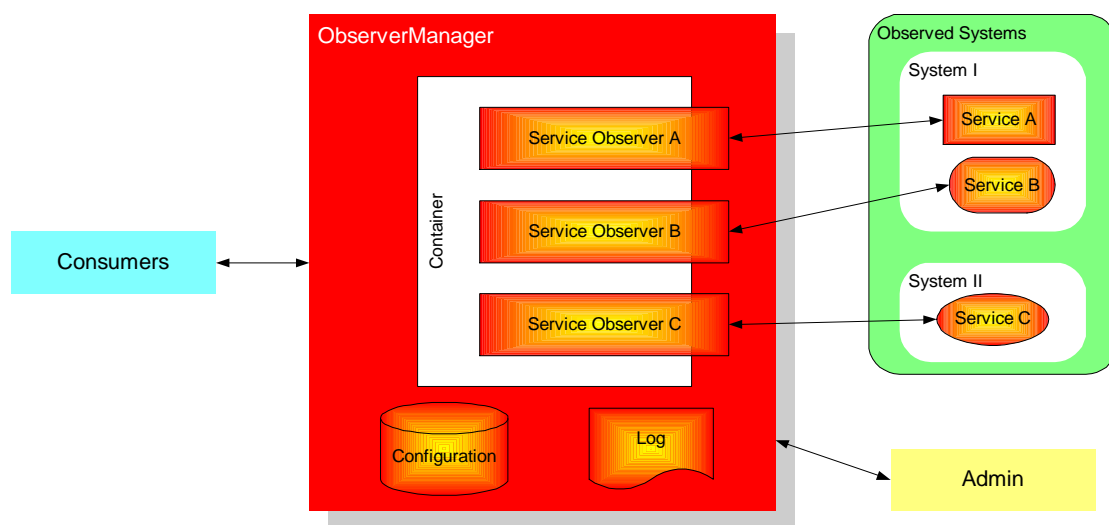 ObserverManager
Observed Systems
System I
Service A
Service Observer A
Service B
Container
Service Observer B
Consumers
System II
Service Observer C
Service C
Configuration
Log
Admin